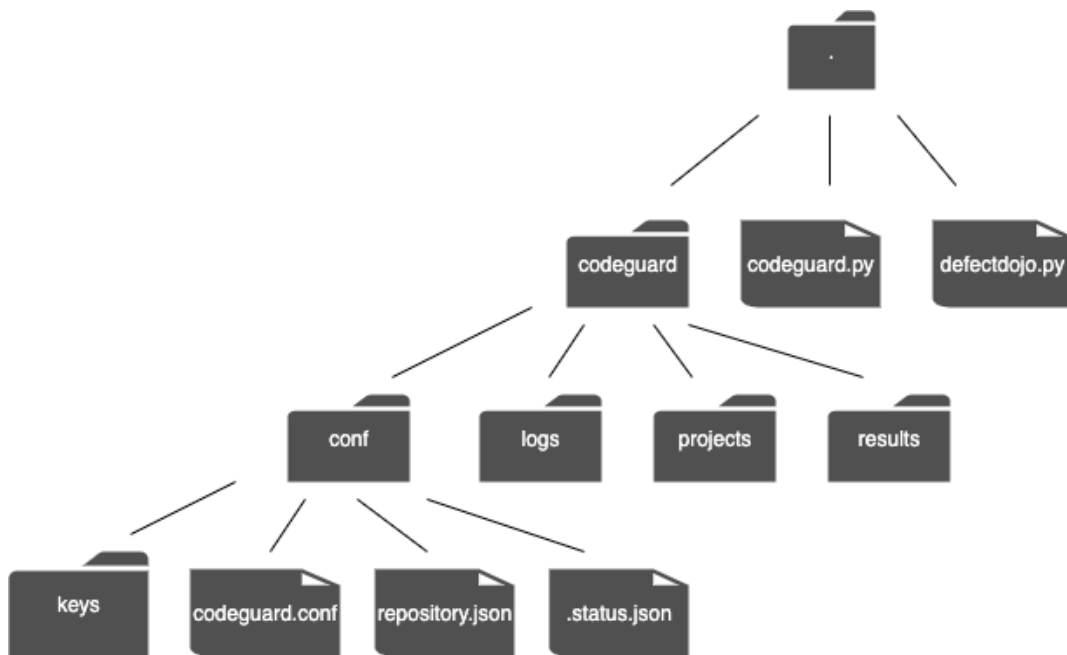 .
codeguard
codeguard.py
defectdojo.py
conf
logs
projects
results
keys
codeguard.conf
repository.json
.status.json